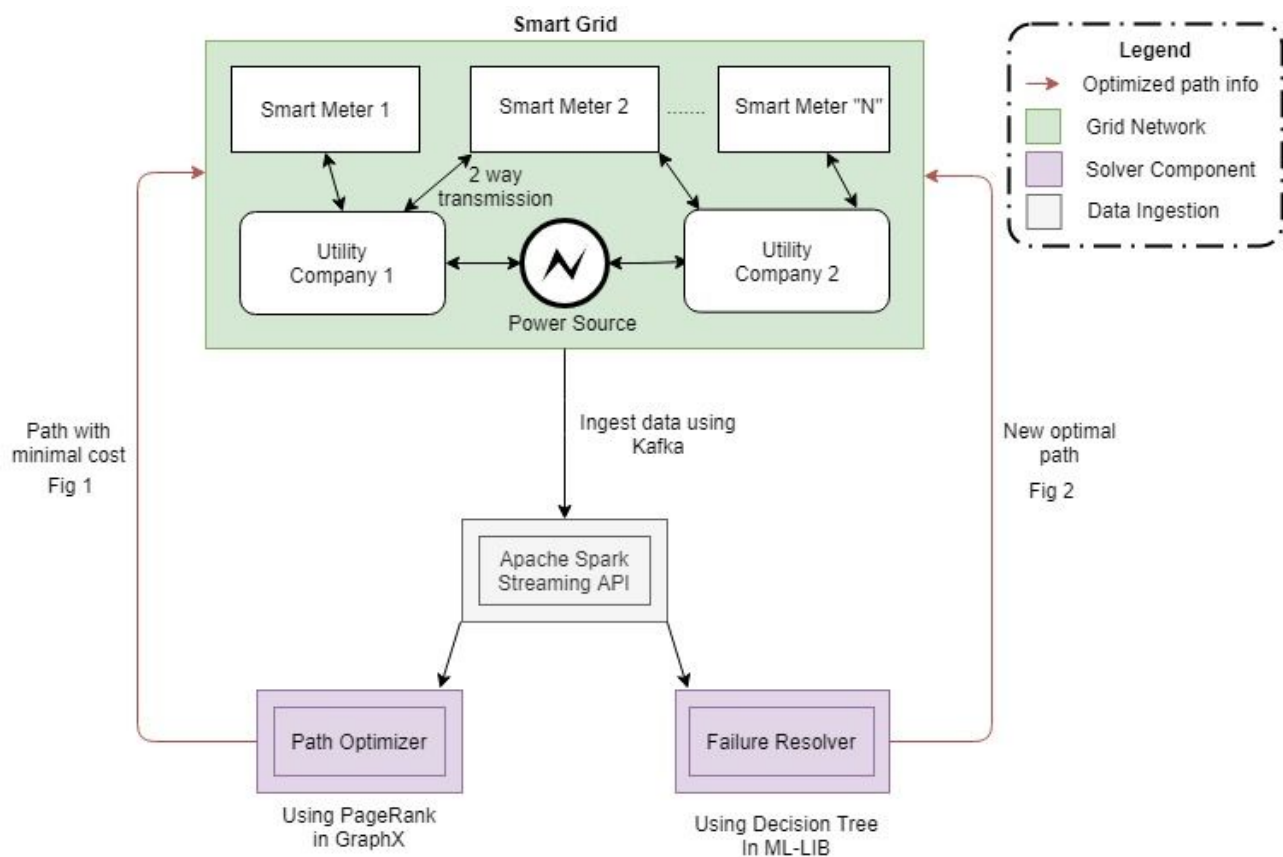 Smart Grid
Smart Meter 1
Smart Meter 2
.......
Smart Meter "N"
2 way
transmission
Utility
Company 1
Power Source
Utility
Company 2
Legend
Optimized path info
Grid Network
Solver Component
Data Ingestion
Path with
minimal cost
Fig 1
Ingest data using
Kafka
New optimal
path
Fig 2
Apache Spark
Streaming API
Path Optimizer
Failure Resolver
Using PageRank
in GraphX
Using Decision Tree
In ML-LIB